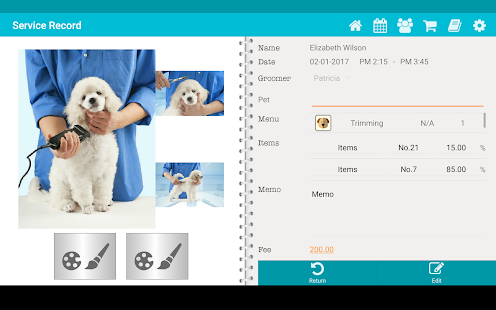 Service Record
Name Elizabeth Wilson
Date 02-01-2017 PM 2:15 - PM 3:45
Groomer Patricia
Pet
Menu Trimming N/A 1
Items Items No.21 15.00 %
Items No.7 85.00 %
Memo Memo
Fee 200.00
Return Edit